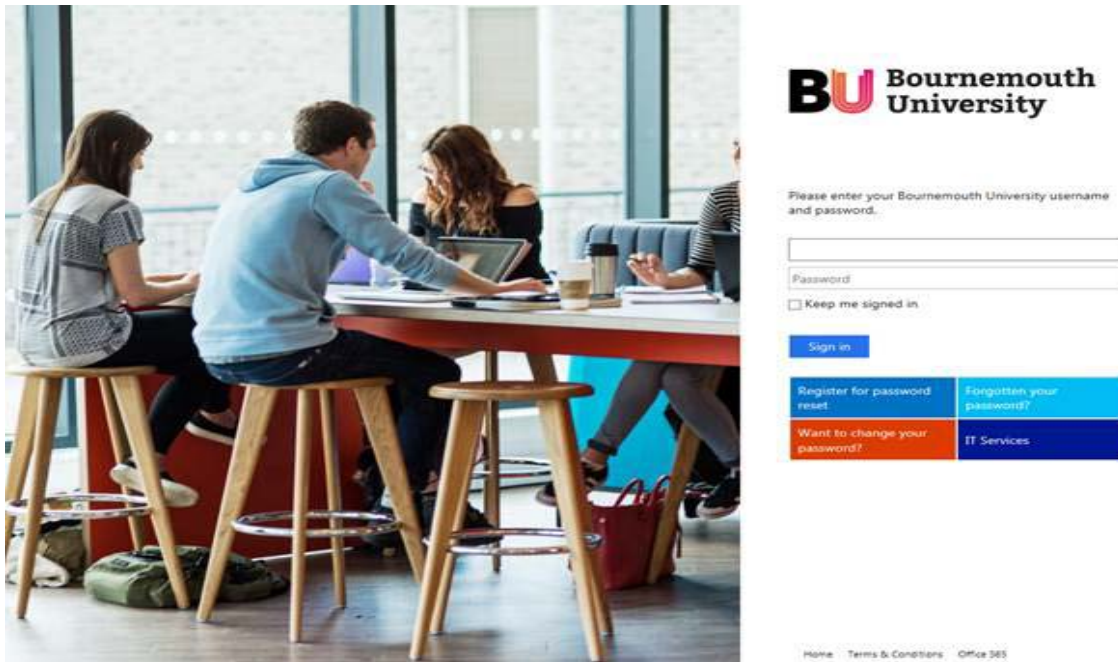 BU Bournemouth
University
Please enter your Bournemouth University username
and password.
Password
Keep me signed in
Sign in
Register for password
reset
Forgotten your
password?
Want to change your
password?
IT Services
Home Terms & Conditions Office 365